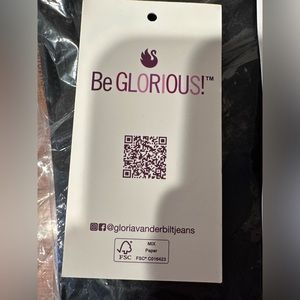 Be GLORIOUS!™
@gloriavanderbiltjeans
FSC
MIX
Paper
FSC® C016423